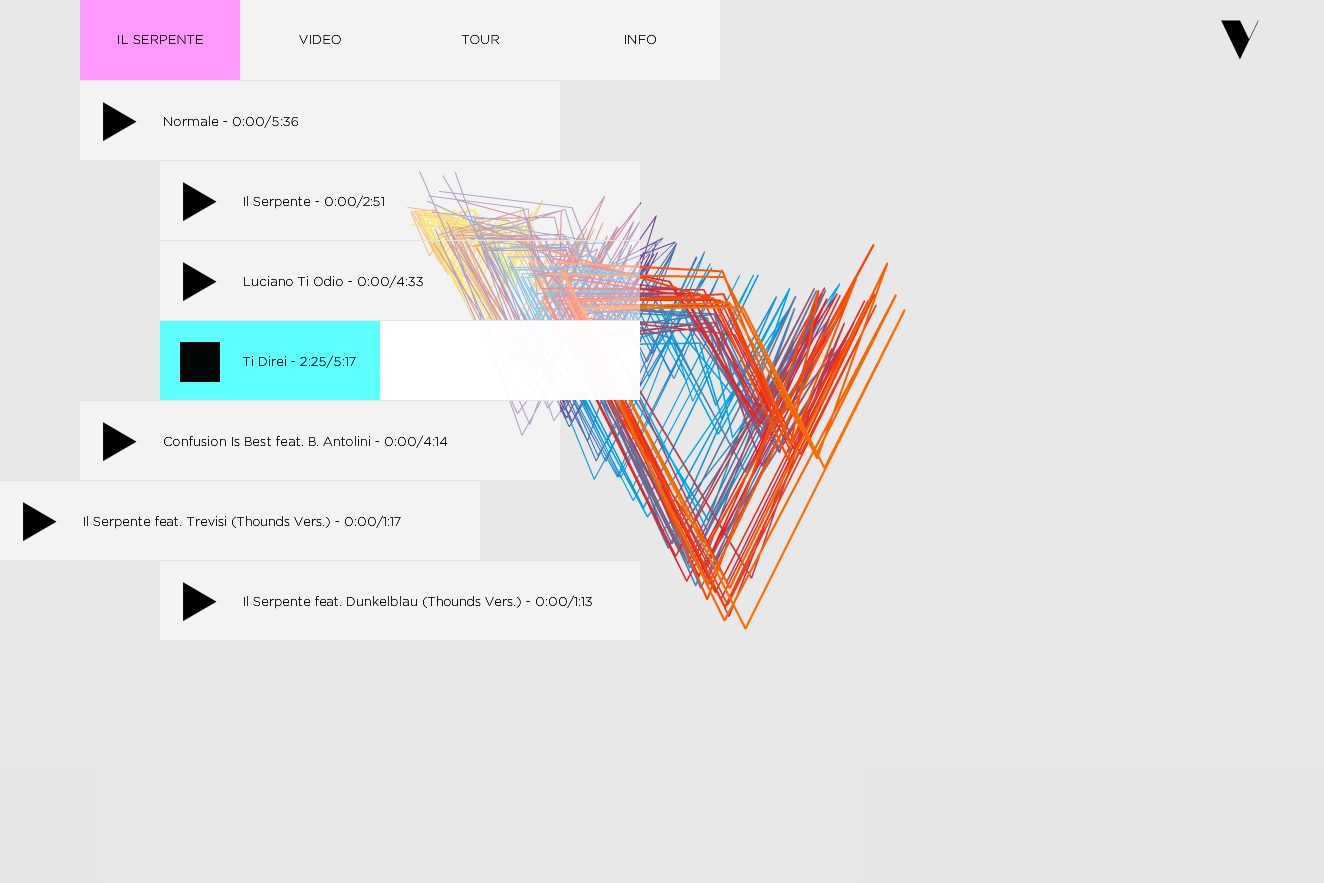 IL SERPENTE
VIDEO
TOUR
INFO
Normale - 0:00/5:36
Il Serpente - 0:00/2:51
Luciano Ti Odio - 0:00/4:33
Ti Direi - 2:25/5:17
Confusion Is Best feat. B. Antolini - 0:00/4:14
Il Serpente feat. Trevisi (Thounds Vers.) - 0:00/1:17
Il Serpente feat. Dunkelblau (Thounds Vers.) - 0:00/1:13